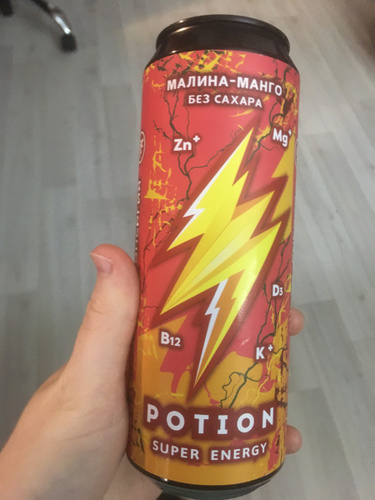 МАЛИНА-МАНГО
БЕЗ САХАРА
Zn+
Mg+
D3
B12
K+
POTION
SUPER ENERGY